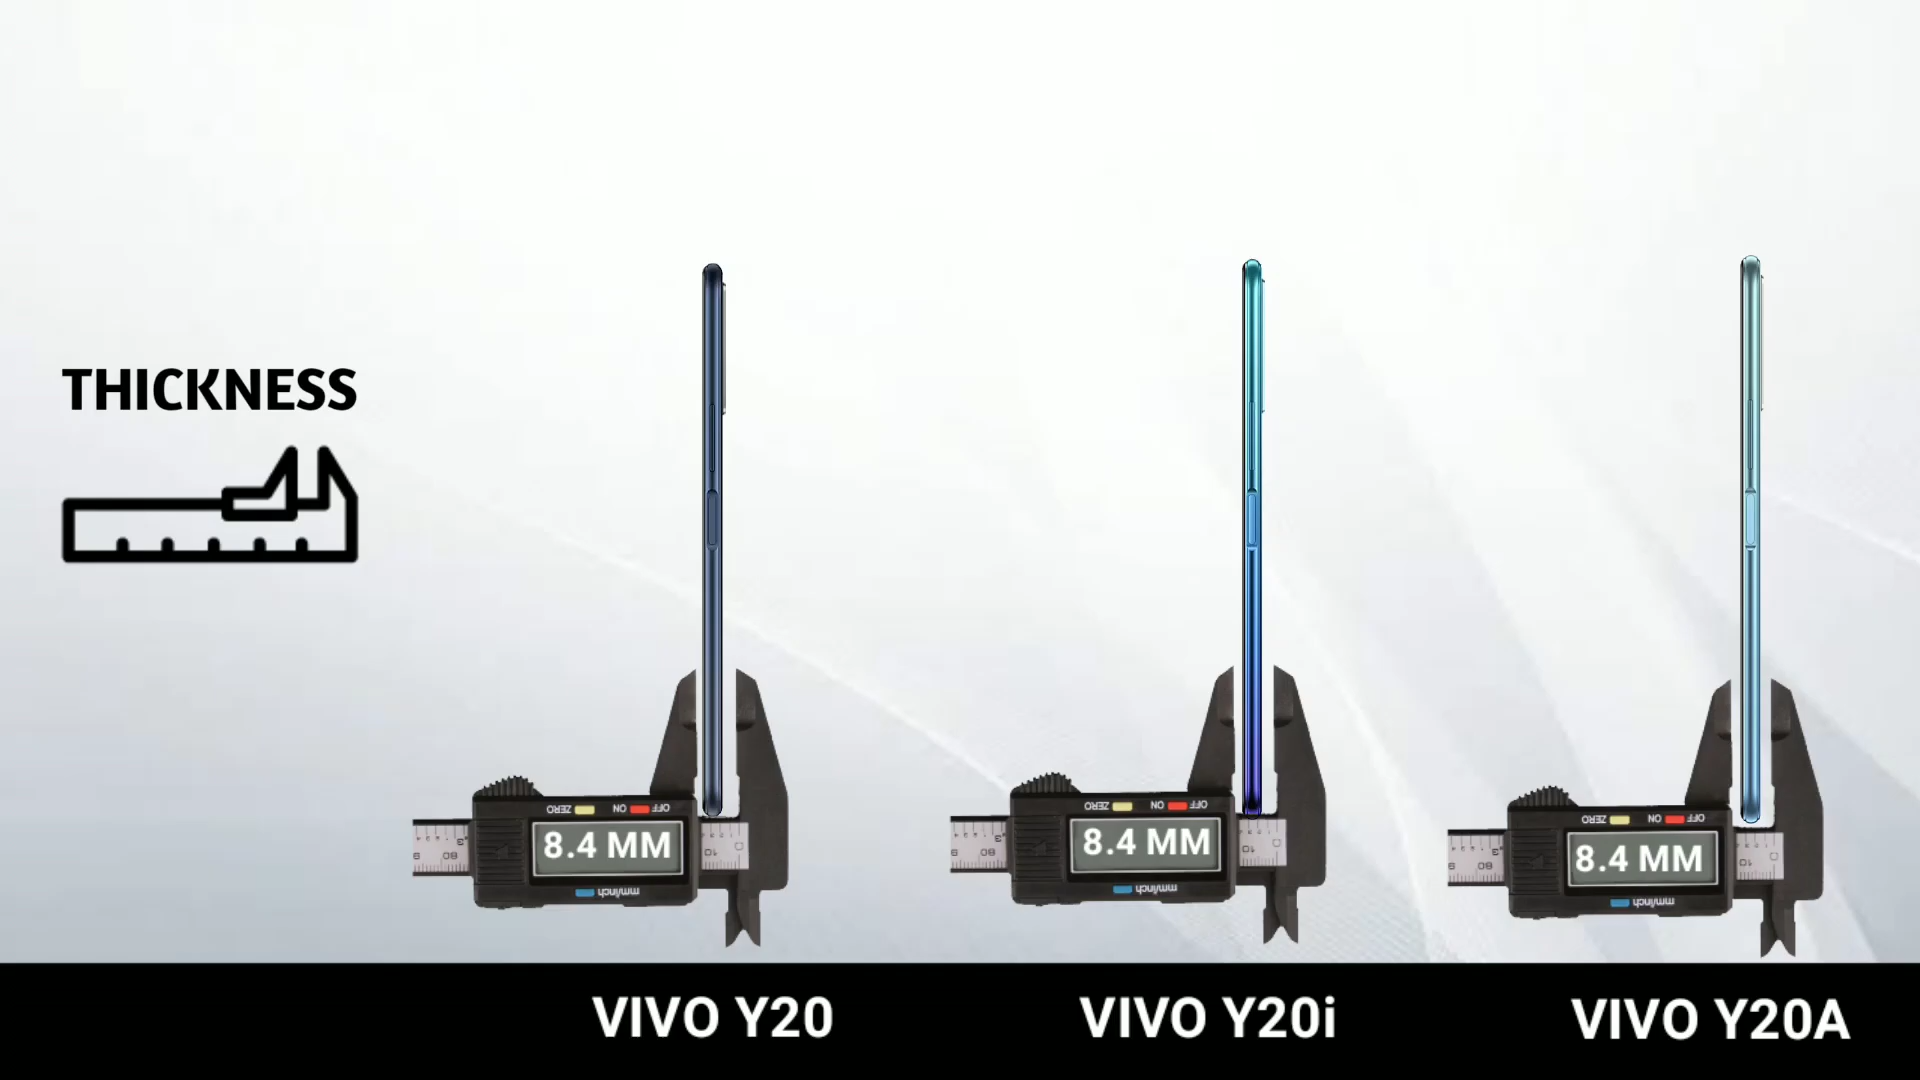 THICKNESS
ZERO ON OFF
8.4 MM
mm/inch
ZERO ON OFF
8.4 MM
mm/inch
ZERO ON OFF
8.4 MM
mm/inch
VIVO Y20
VIVO Y20i
VIVO Y20A